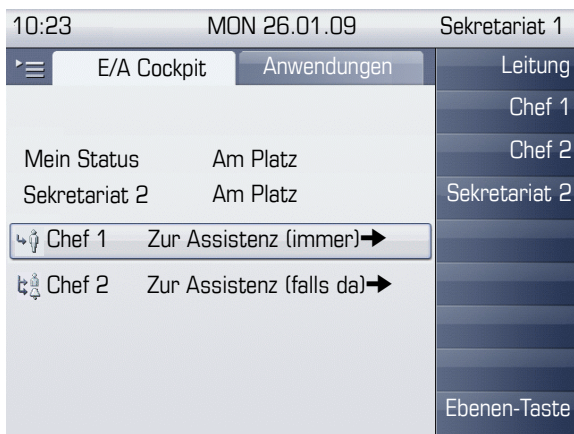 10:23 MON 26.01.09 Sekretariat 1
E/A Cockpit Anwendungen
Mein Status Am Platz
Sekretariat 2 Am Platz
Chef 1 Zur Assistenz (immer)➔
Chef 2 Zur Assistenz (falls da)➔
Leitung
Chef 1
Chef 2
Sekretariat 2
Ebenen-Taste